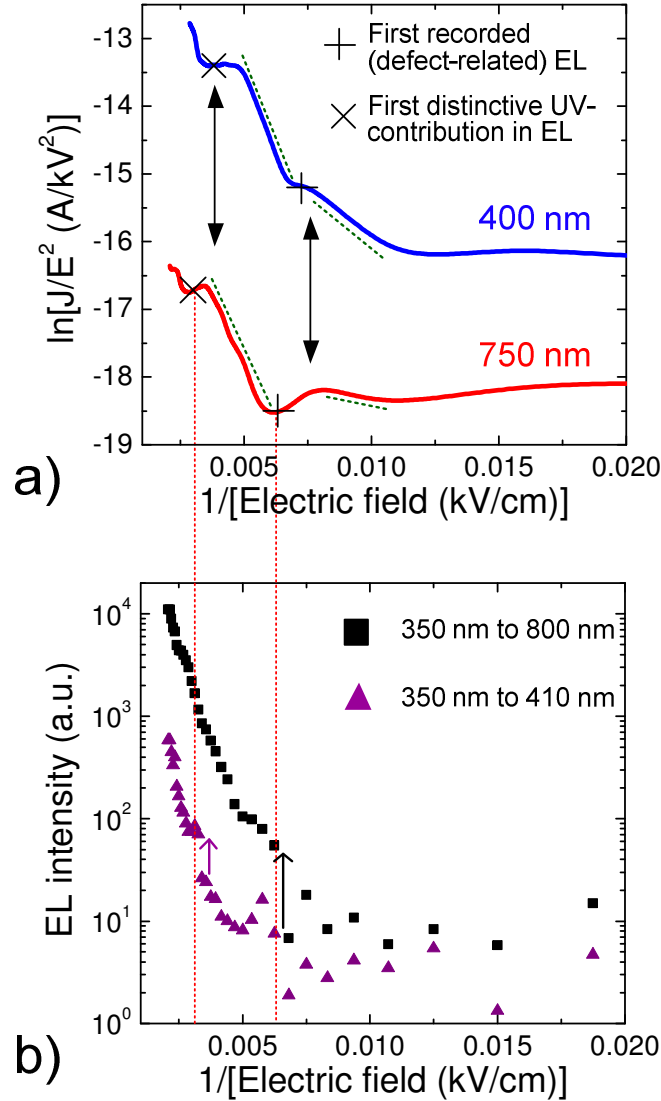 -13
-14
-15
-16
-17
-18
-19
ln[J/E² (A/kV²)]
First recorded
(defect-related) EL
First distinctive UV-
contribution in EL
400 nm
750 nm
0.005 0.010 0.015 0.020
1/[Electric field (kV/cm)]
a)
10⁴
10³
10²
10¹
10⁰
EL intensity (a.u.)
350 nm to 800 nm
350 nm to 410 nm
0.005 0.010 0.015 0.020
1/[Electric field (kV/cm)]
b)